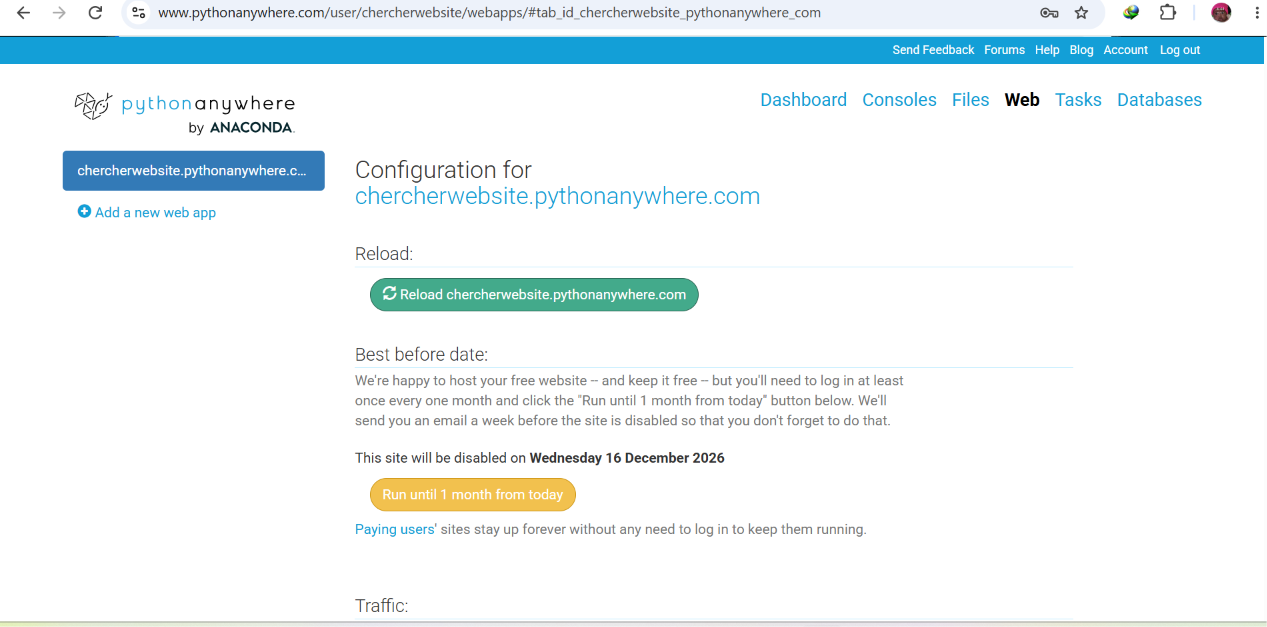 www.pythonanywhere.com/user/chercherwebsite/webapps/#tab_id_chercherwebsite_pythonanywhere_com
Send Feedback Forums Help Blog Account Log out
pythonanywhere
by ANACONDA.
Dashboard Consoles Files Web Tasks Databases
chercherwebsite.pythonanywhere.c...
Add a new web app
Configuration for
chercherwebsite.pythonanywhere.com
Reload:
Reload chercherwebsite.pythonanywhere.com
Best before date:
We're happy to host your free website -- and keep it free -- but you'll need to log in at least
once every one month and click the "Run until 1 month from today" button below. We'll
send you an email a week before the site is disabled so that you don't forget to do that.
This site will be disabled on Wednesday 16 December 2026
Run until 1 month from today
Paying users' sites stay up forever without any need to log in to keep them running.
Traffic: